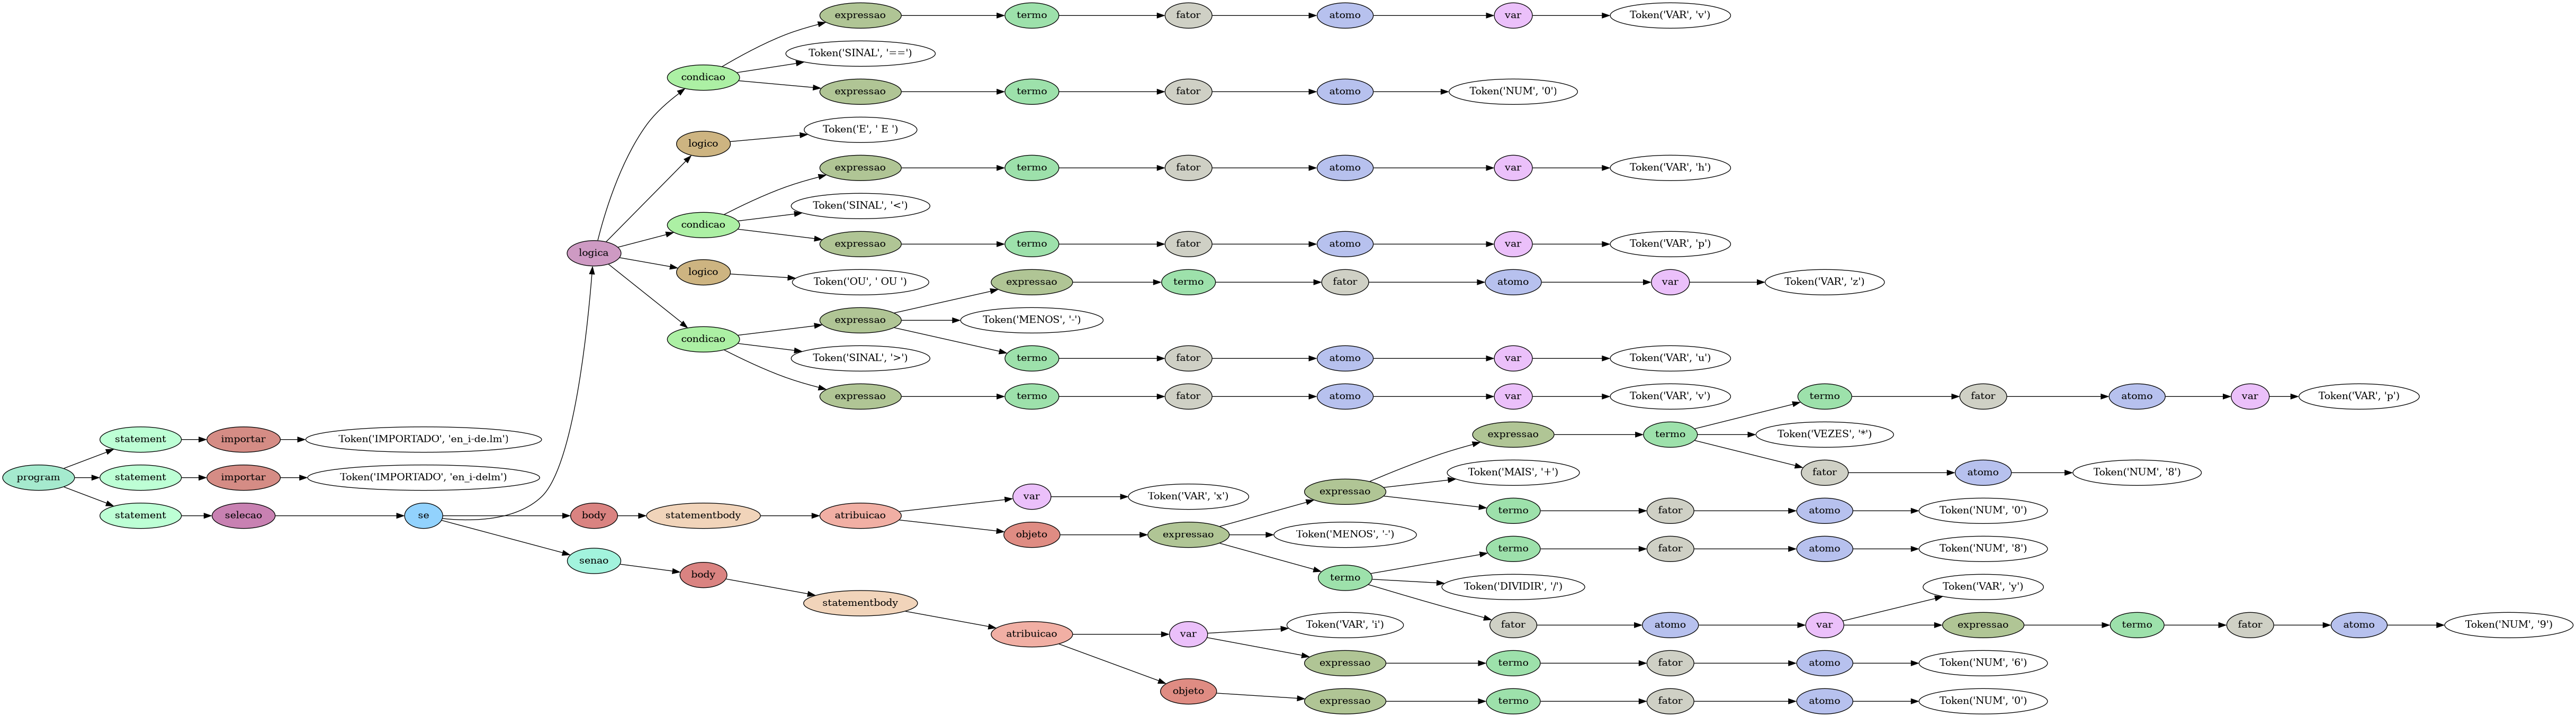 expressao termo fator atomo var Token('VAR', 'v')
Token('SINAL', '==')
condicao
expressao termo fator atomo Token('NUM', '0')
Token('E', ' E ')
logico
expressao termo fator atomo var Token('VAR', 'h')
Token('SINAL', '<')
condicao
expressao termo fator atomo var Token('VAR', 'p')
logica
logico
Token('OU', ' OU ')
expressao termo fator atomo var Token('VAR', 'z')
expressao Token('MENOS', '-')
condicao
Token('SINAL', '>')
termo fator atomo var Token('VAR', 'u')
expressao termo fator atomo var Token('VAR', 'v')
termo fator atomo var Token('VAR', 'p')
expressao termo Token('VEZES', '*')
statement importar Token('IMPORTADO', 'en_i-de.lm')
Token('MAIS', '+')
fator atomo Token('NUM', '8')
program statement importar Token('IMPORTADO', 'en_i-delm')
expressao
var Token('VAR', 'x')
termo fator atomo Token('NUM', '0')
statement selecao se body statementbody atribuicao
objeto expressao Token('MENOS', '-')
termo fator atomo Token('NUM', '8')
senao body
termo Token('DIVIDIR', '/')
Token('VAR', 'y')
statementbody
fator atomo var expressao termo fator atomo Token('NUM', '9')
atribuicao var Token('VAR', 'i')
expressao termo fator atomo Token('NUM', '6')
objeto expressao termo fator atomo Token('NUM', '0')